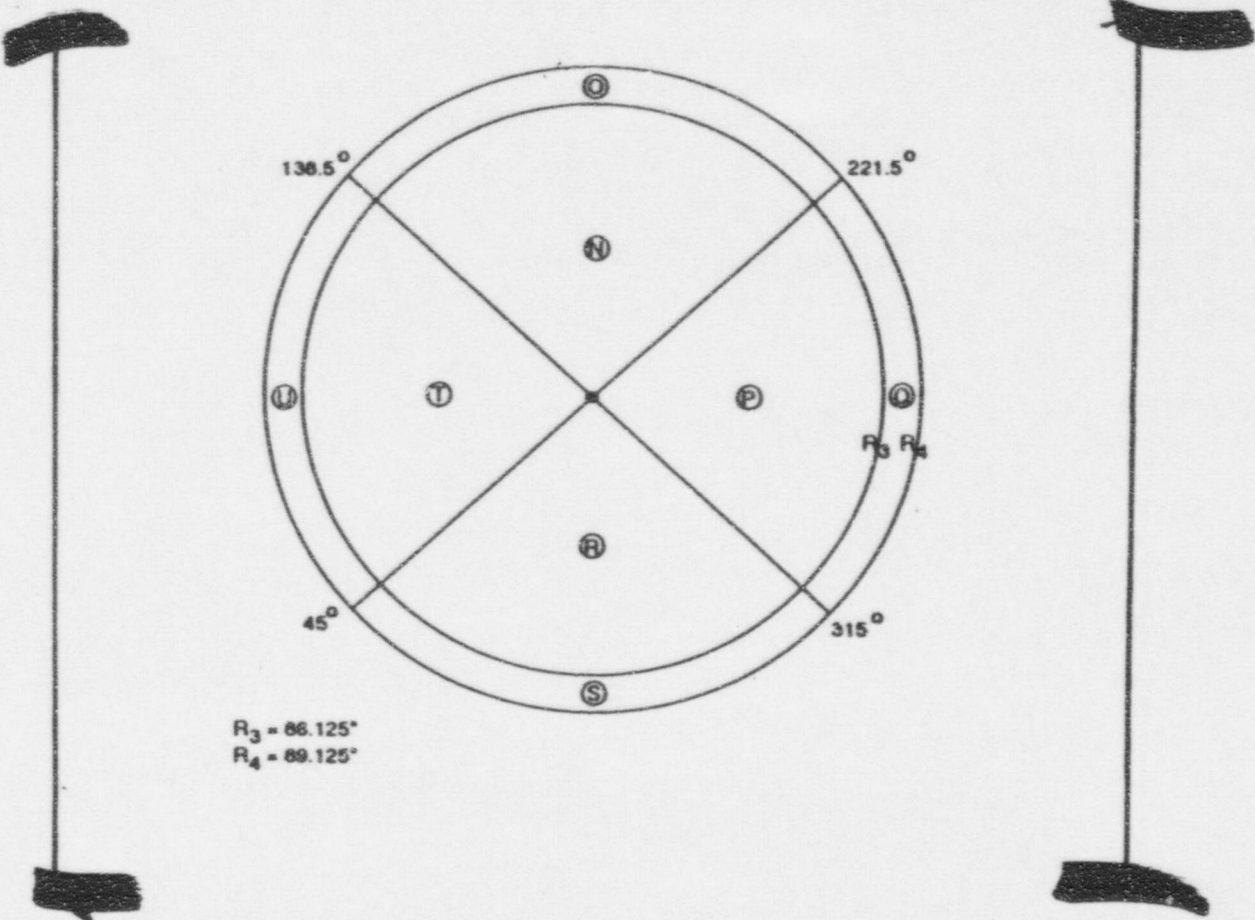 O
138.5° 221.5°
N
U T P Q
R3 R4
R
45° 315°
S
R3 = 86.125"
R4 = 89.125"